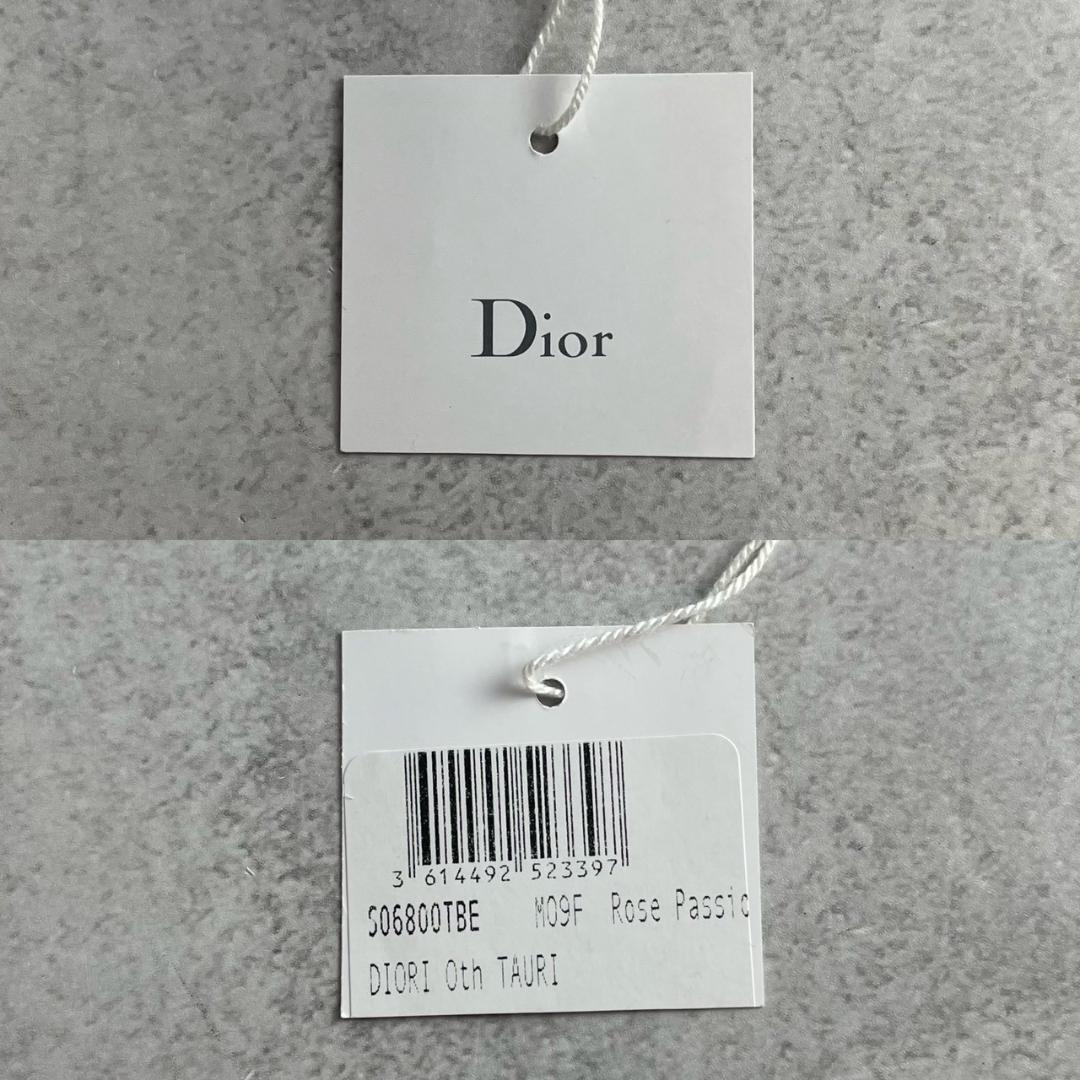 Dior
3 614492 523397
S06800TBE M09F Rose Passio
DIORI Oth TAURI